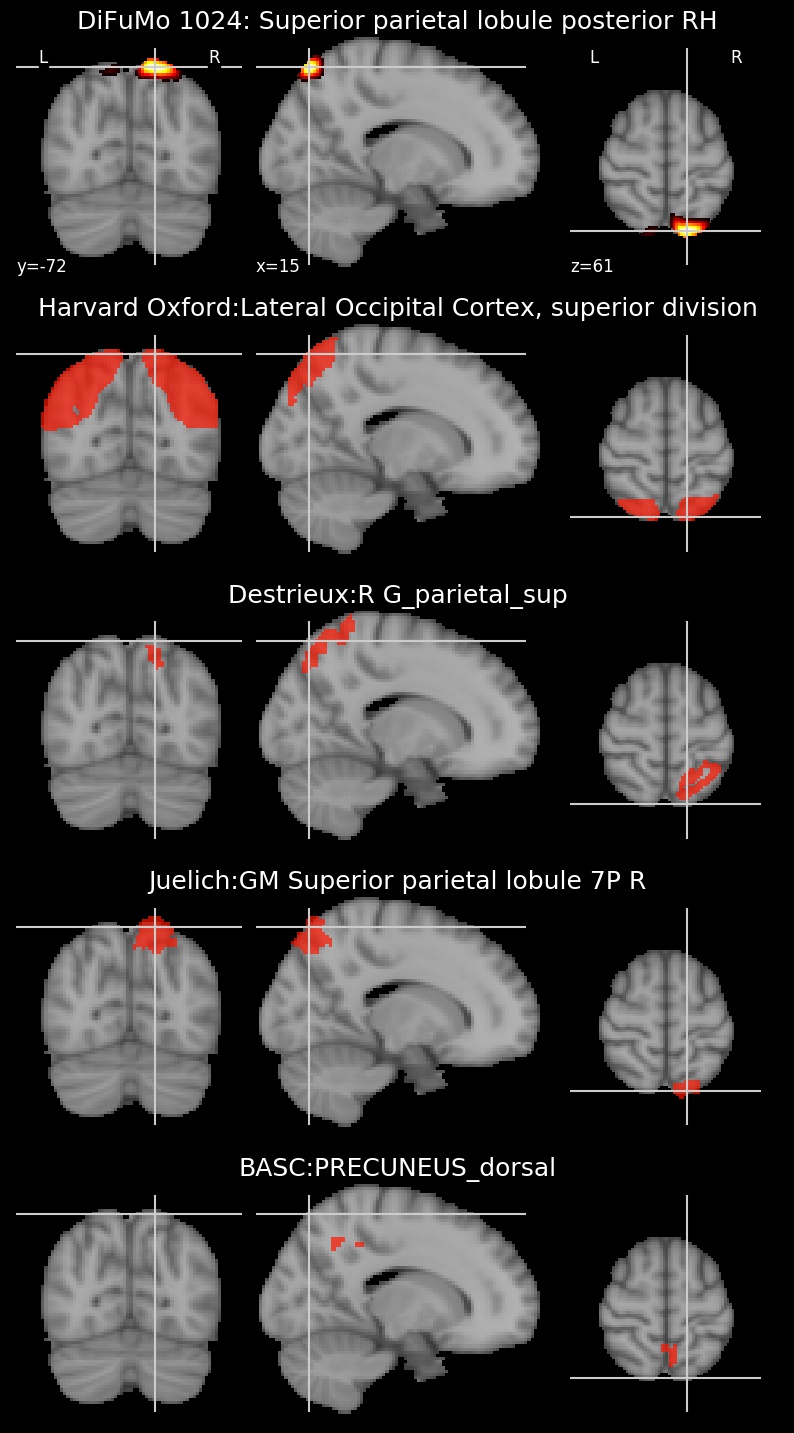 DiFuMo 1024: Superior parietal lobule posterior RH
L R L R
y=-72 x=15 z=61
Harvard Oxford:Lateral Occipital Cortex, superior division
Destrieux:R G_parietal_sup
Juelich:GM Superior parietal lobule 7P R
BASC:PRECUNEUS_dorsal